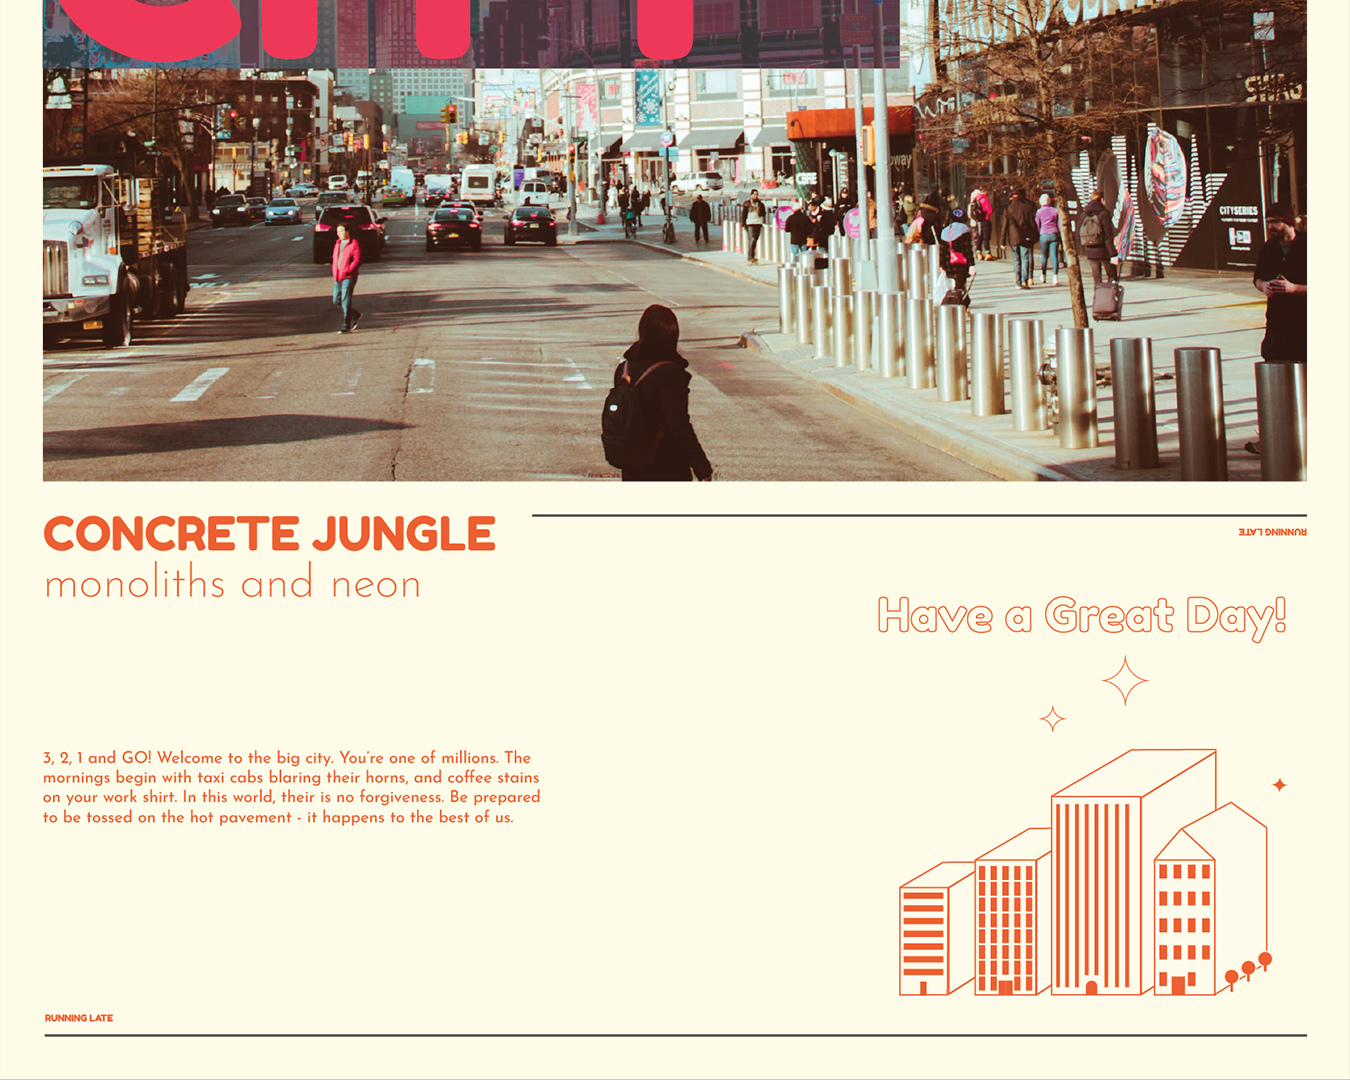 CITY
CITYSERIES
CONCRETE JUNGLE
monoliths and neon
RUNNING LATE
Have a Great Day!
3, 2, 1 and GO! Welcome to the big city. You're one of millions. The
mornings begin with taxi cabs blaring their horns, and coffee stains
on your work shirt. In this world, their is no forgiveness. Be prepared
to be tossed on the hot pavement - it happens to the best of us.
RUNNING LATE